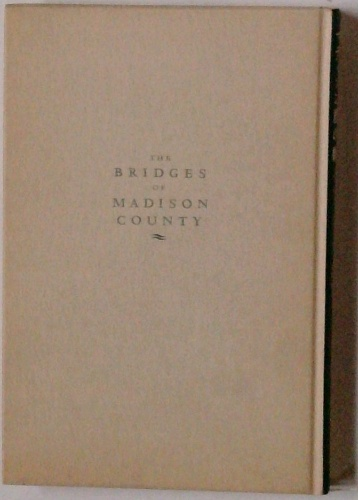 THE
BRIDGES
OF
MADISON
COUNTY